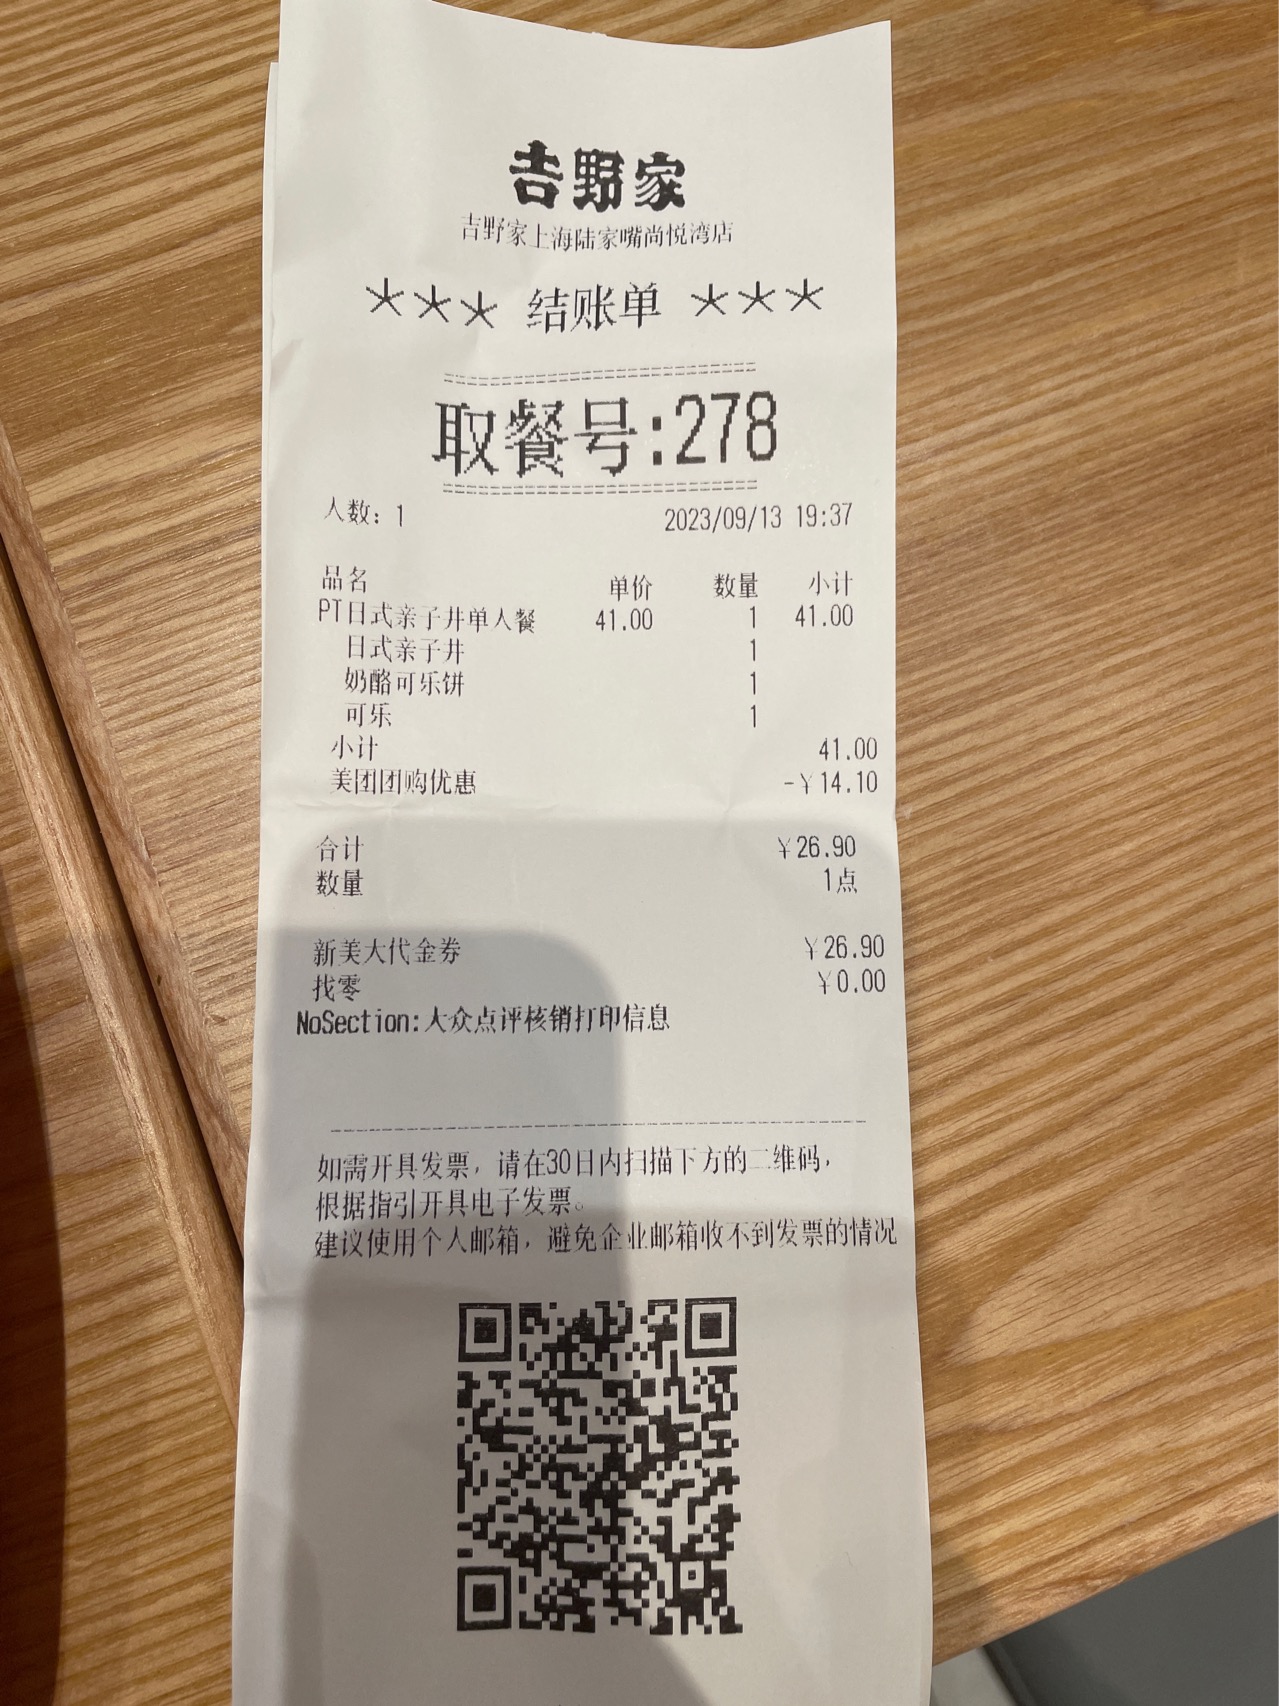 吉野家
吉野家上海陆家嘴尚悦湾店
*** 结账单 ***
取餐号:278
人数: 1 2023/09/13 19:37
品名 单价 数量 小计
PT日式亲子丼单人餐 41.00 1 41.00
日式亲子丼 1
奶酪可乐饼 1
可乐 1
小计 41.00
美团团购优惠 -¥14.10
合计 ¥26.90
数量 1点
新美大代金券 ¥26.90
找零 ¥0.00
NoSection:大众点评核销打印信息
如需开具发票，请在30日内扫描下方的二维码，
根据指引开具电子发票。
建议使用个人邮箱，避免企业邮箱收不到发票的情况